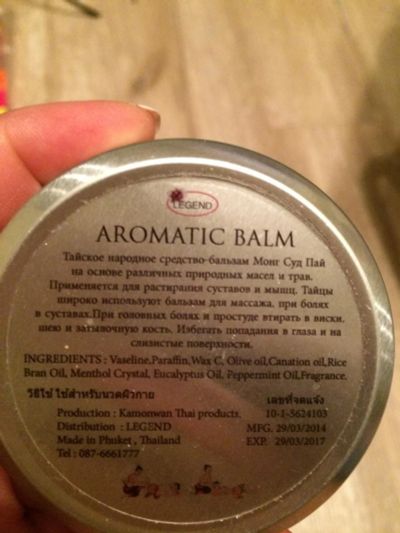 LEGEND
AROMATIC BALM
Тайское народное средство-бальзам Монг Суд Пай
на основе различных природных масел и трав.
Применяется для растирания суставов и мышц. Тайцы
широко используют бальзам для массажа, при болях
в суставах.При головных болях и простуде втирать в виски.
шею и затылочную кость. Избегать попадания в глаза и на
слизистые поверхности.
INGREDIENTS : Vaseline,Paraffin,Wax C, Olive oil,Canation oil,Rice
Bran Oil, Menthol Crystal, Eucalyptus Oil, Peppermint Oil,Fragrance.
วิธีใช้ ใช้สำหรับนวดผิวกาย เลขที่จดแจ้ง
Production : Kamonwan Thai products. 10-1-5624103
Distribution : LEGEND MFG. 29/03/2014
Made in Phuket , Thailand EXP. 29/03/2017
Tel : 087-6661777